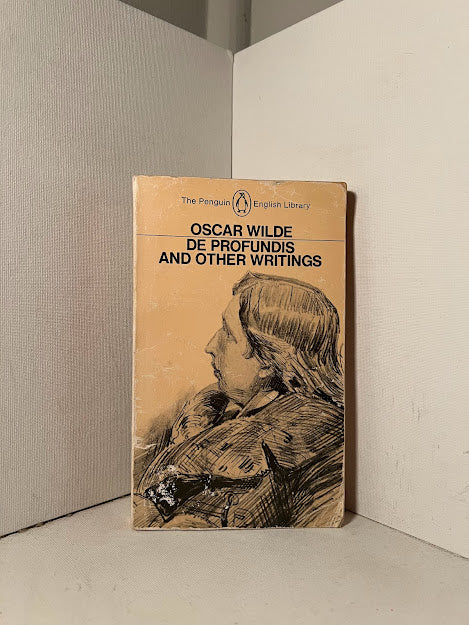 The Penguin English Library
OSCAR WILDE
DE PROFUNDIS
AND OTHER WRITINGS